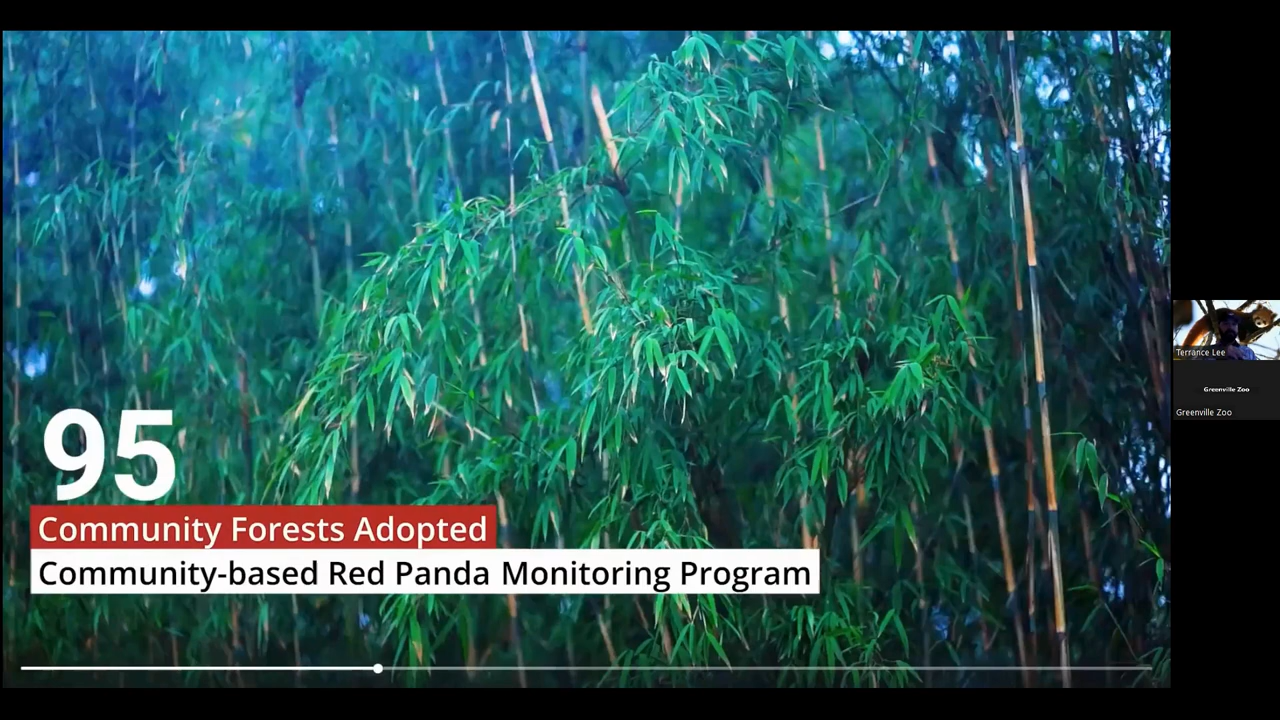 95
Community Forests Adopted
Community-based Red Panda Monitoring Program
Terrance Lee
Greenville Zoo
Greenville Zoo